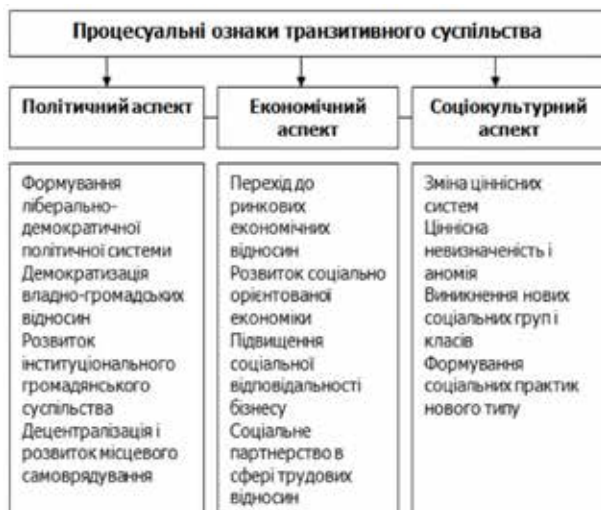 Процесуальні ознаки транзитивного суспільства
Політичний аспект
Економічний
аспект
Соціокультурний
аспект
Формування
ліберально-
демократичної
політичної системи
Демократизація
владно-громадських
відносин
Розвиток
інституціонального
громадянського
суспільства
Децентралізація і
розвиток місцевого
самоврядування
Перехід до
ринкових
економічних
відносин
Розвиток соціально
орієнтованої
економіки
Підвищення
соціальної
відповідальності
бізнесу
Соціальне
партнерство в
сфері трудових
відносин
Зміна ціннісних
систем
Ціннісна
невизначеність і
аномія
Виникнення нових
соціальних груп і
класів
Формування
соціальних практик
нового типу